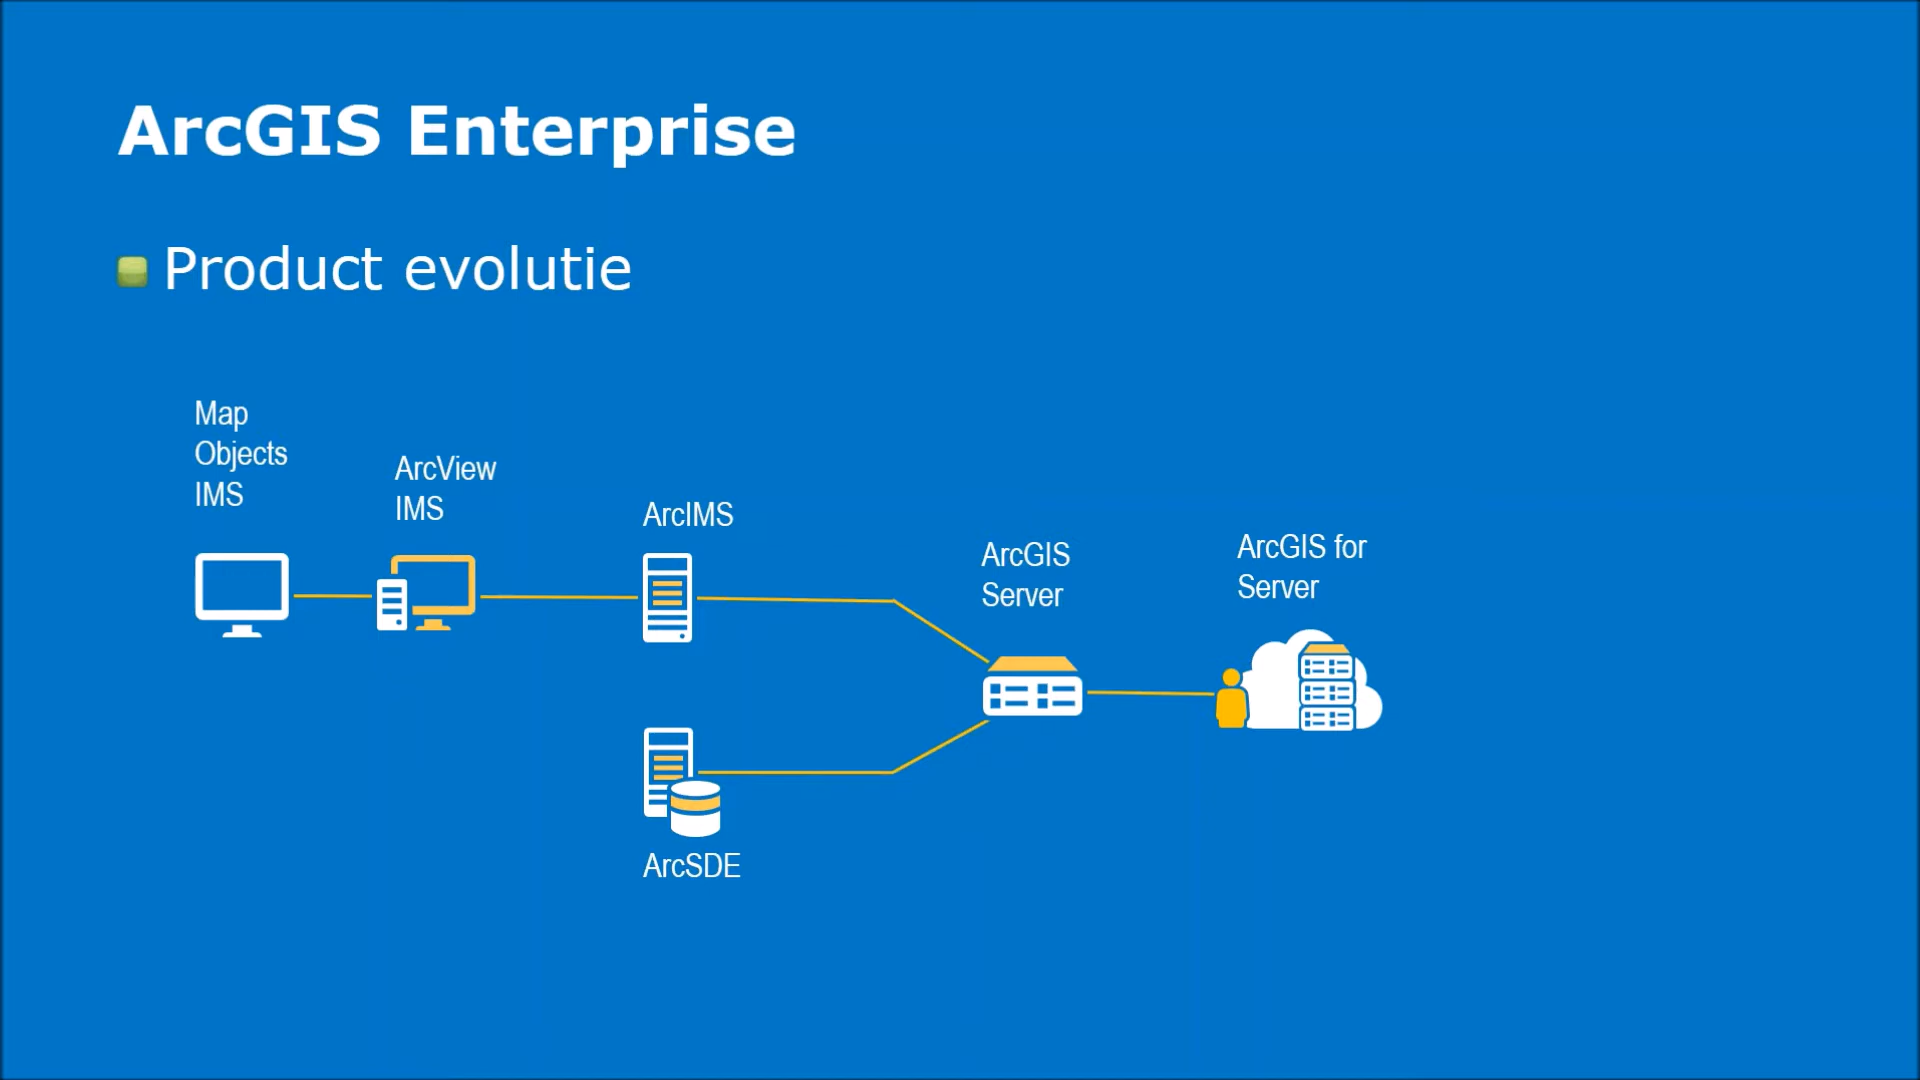 ArcGIS Enterprise
Product evolutie
Map
Objects
IMS
ArcView
IMS
ArcIMS
ArcGIS
Server
ArcGIS for
Server
ArcSDE